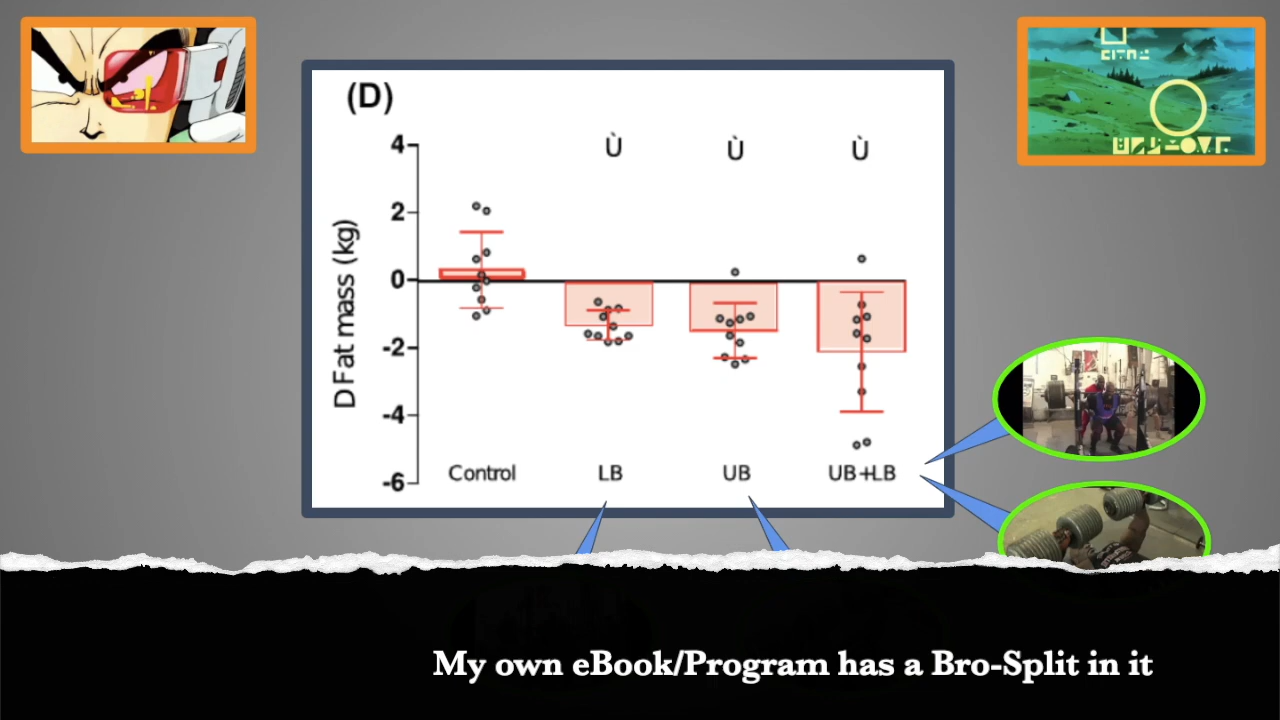 (D)
4
2
0
-2
-4
-6
D Fat mass (kg)
Ù Ù Ù
Control LB UB UB+LB
My own eBook/Program has a Bro-Split in it